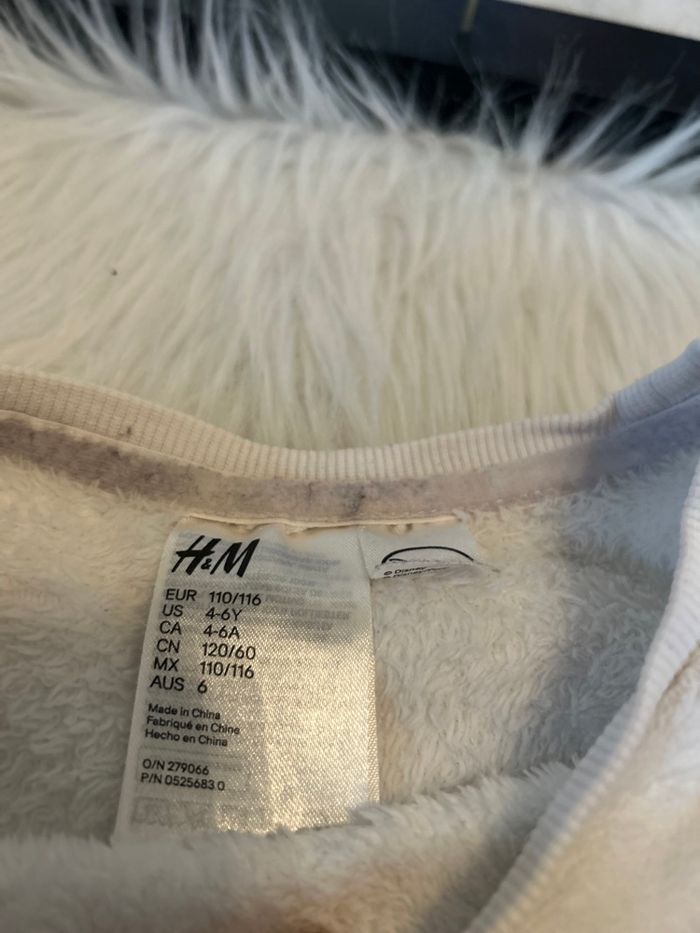 H&M
EUR 110/116
US 4-6Y
CA 4-6A
CN 120/60
MX 110/116
AUS 6
Made in China
Fabriqué en Chine
Hecho en China
O/N 279066
P/N 0525683 0
© Disney